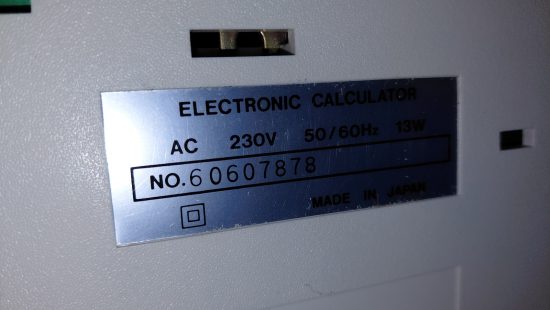 ELECTRONIC CALCULATOR
AC 230V 50/60Hz 13W
NO.60607878
MADE IN JAPAN